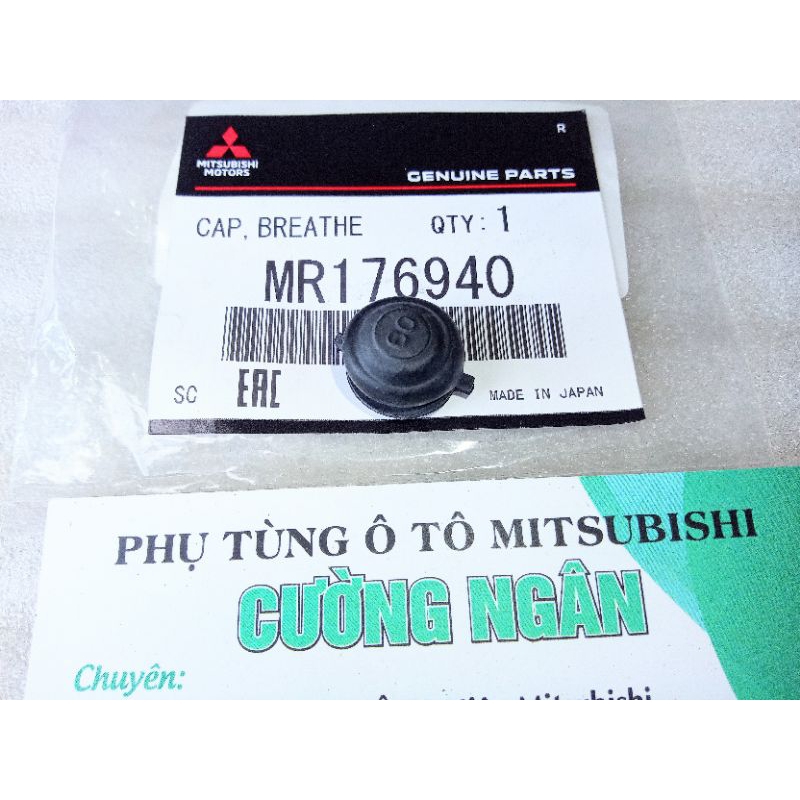 R
MITSUBISHI
MOTORS
GENUINE PARTS
CAP, BREATHE QTY: 1
MR176940
SC EAC MADE IN JAPAN
PHỤ TÙNG Ô TÔ MITSUBISHI
CƯỜNG NGÂN
Chuyên:
Mitsubishi